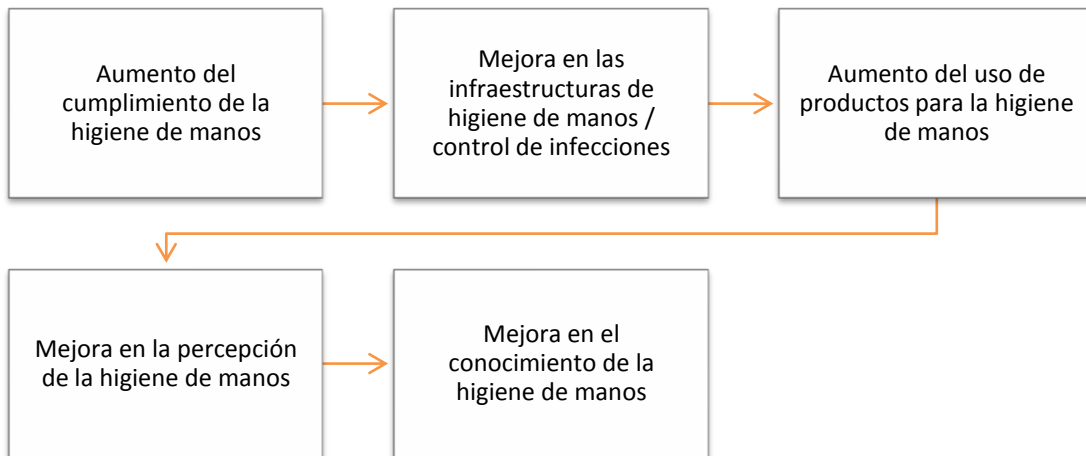 Aumento del
cumplimiento de la
higiene de manos
Mejora en las
infraestructuras de
higiene de manos /
control de infecciones
Aumento del uso de
productos para la higiene
de manos
Mejora en la percepción
de la higiene de manos
Mejora en el
conocimiento de la
higiene de manos